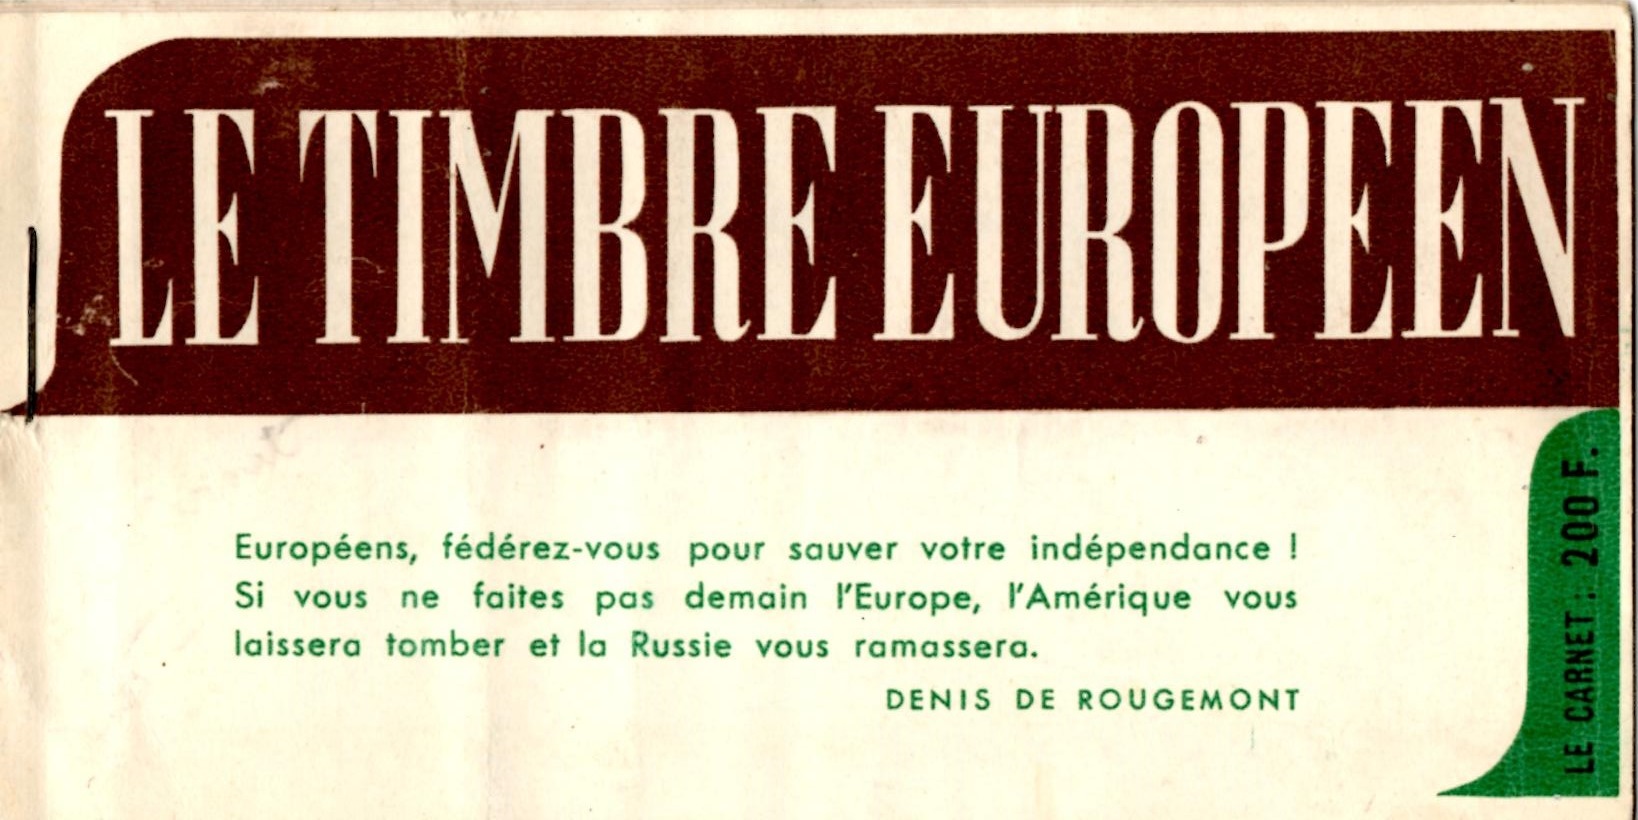 LE TIMBRE EUROPEEN
Européens, fédérez-vous pour sauver votre indépendance !
Si vous ne faites pas demain l'Europe, l'Amérique vous
laissera tomber et la Russie vous ramassera.
DENIS DE ROUGEMONT
LE CARNET : 200 F.